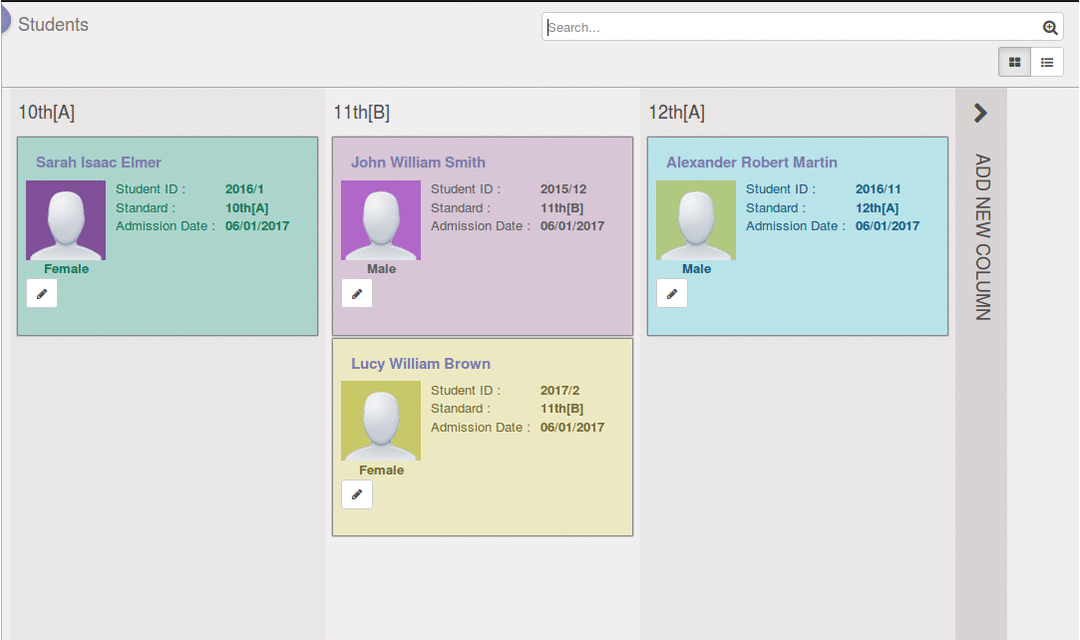 Students
Search...
10th[A]
Sarah Isaac Elmer
Student ID : 2016/1
Standard : 10th[A]
Admission Date : 06/01/2017
Female
11th[B]
John William Smith
Student ID : 2015/12
Standard : 11th[B]
Admission Date : 06/01/2017
Male
Lucy William Brown
Student ID : 2017/2
Standard : 11th[B]
Admission Date : 06/01/2017
Female
12th[A]
Alexander Robert Martin
Student ID : 2016/11
Standard : 12th[A]
Admission Date : 06/01/2017
Male
ADD NEW COLUMN